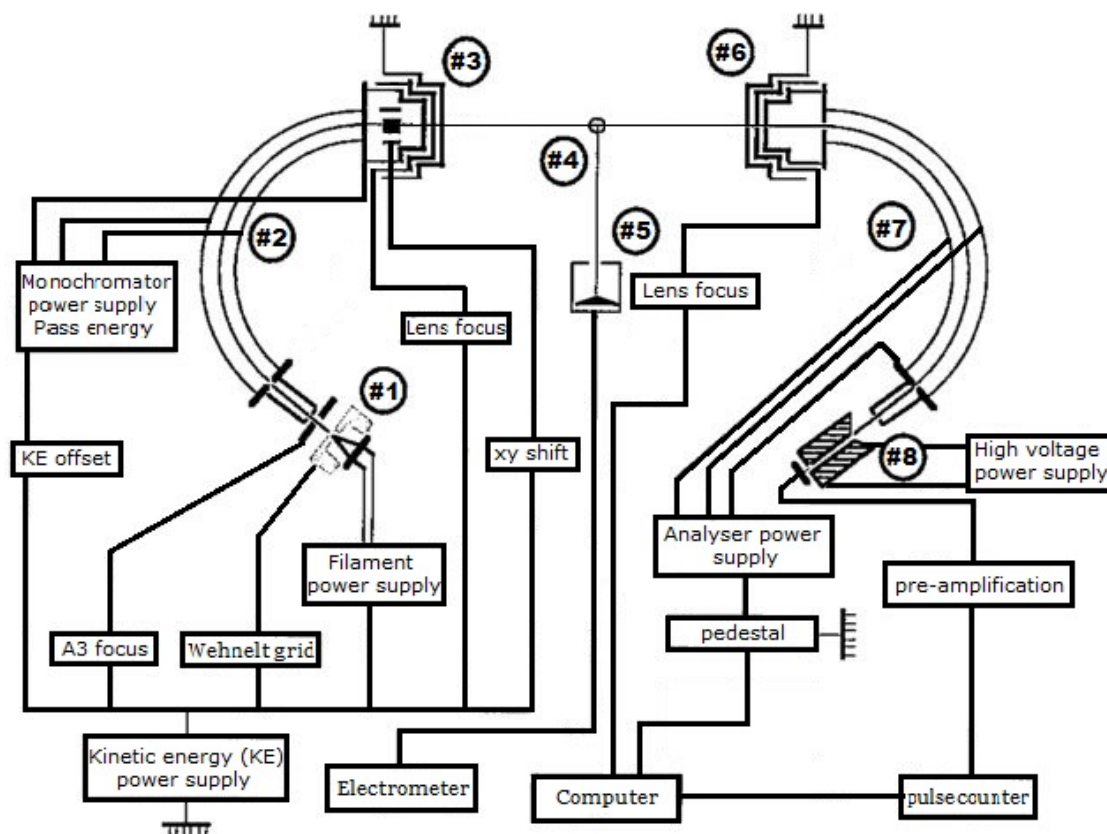 #3
#6
#4
#5
#2
#7
Monochromator
power supply
Pass energy
Lens focus
Lens focus
#1
KE offset
xy shift
#8
High voltage
power supply
Filament
power supply
Analyser power
supply
pre-amplification
A3 focus
Wehnelt grid
pedestal
Kinetic energy (KE)
power supply
Electrometer
Computer
pulsecounter